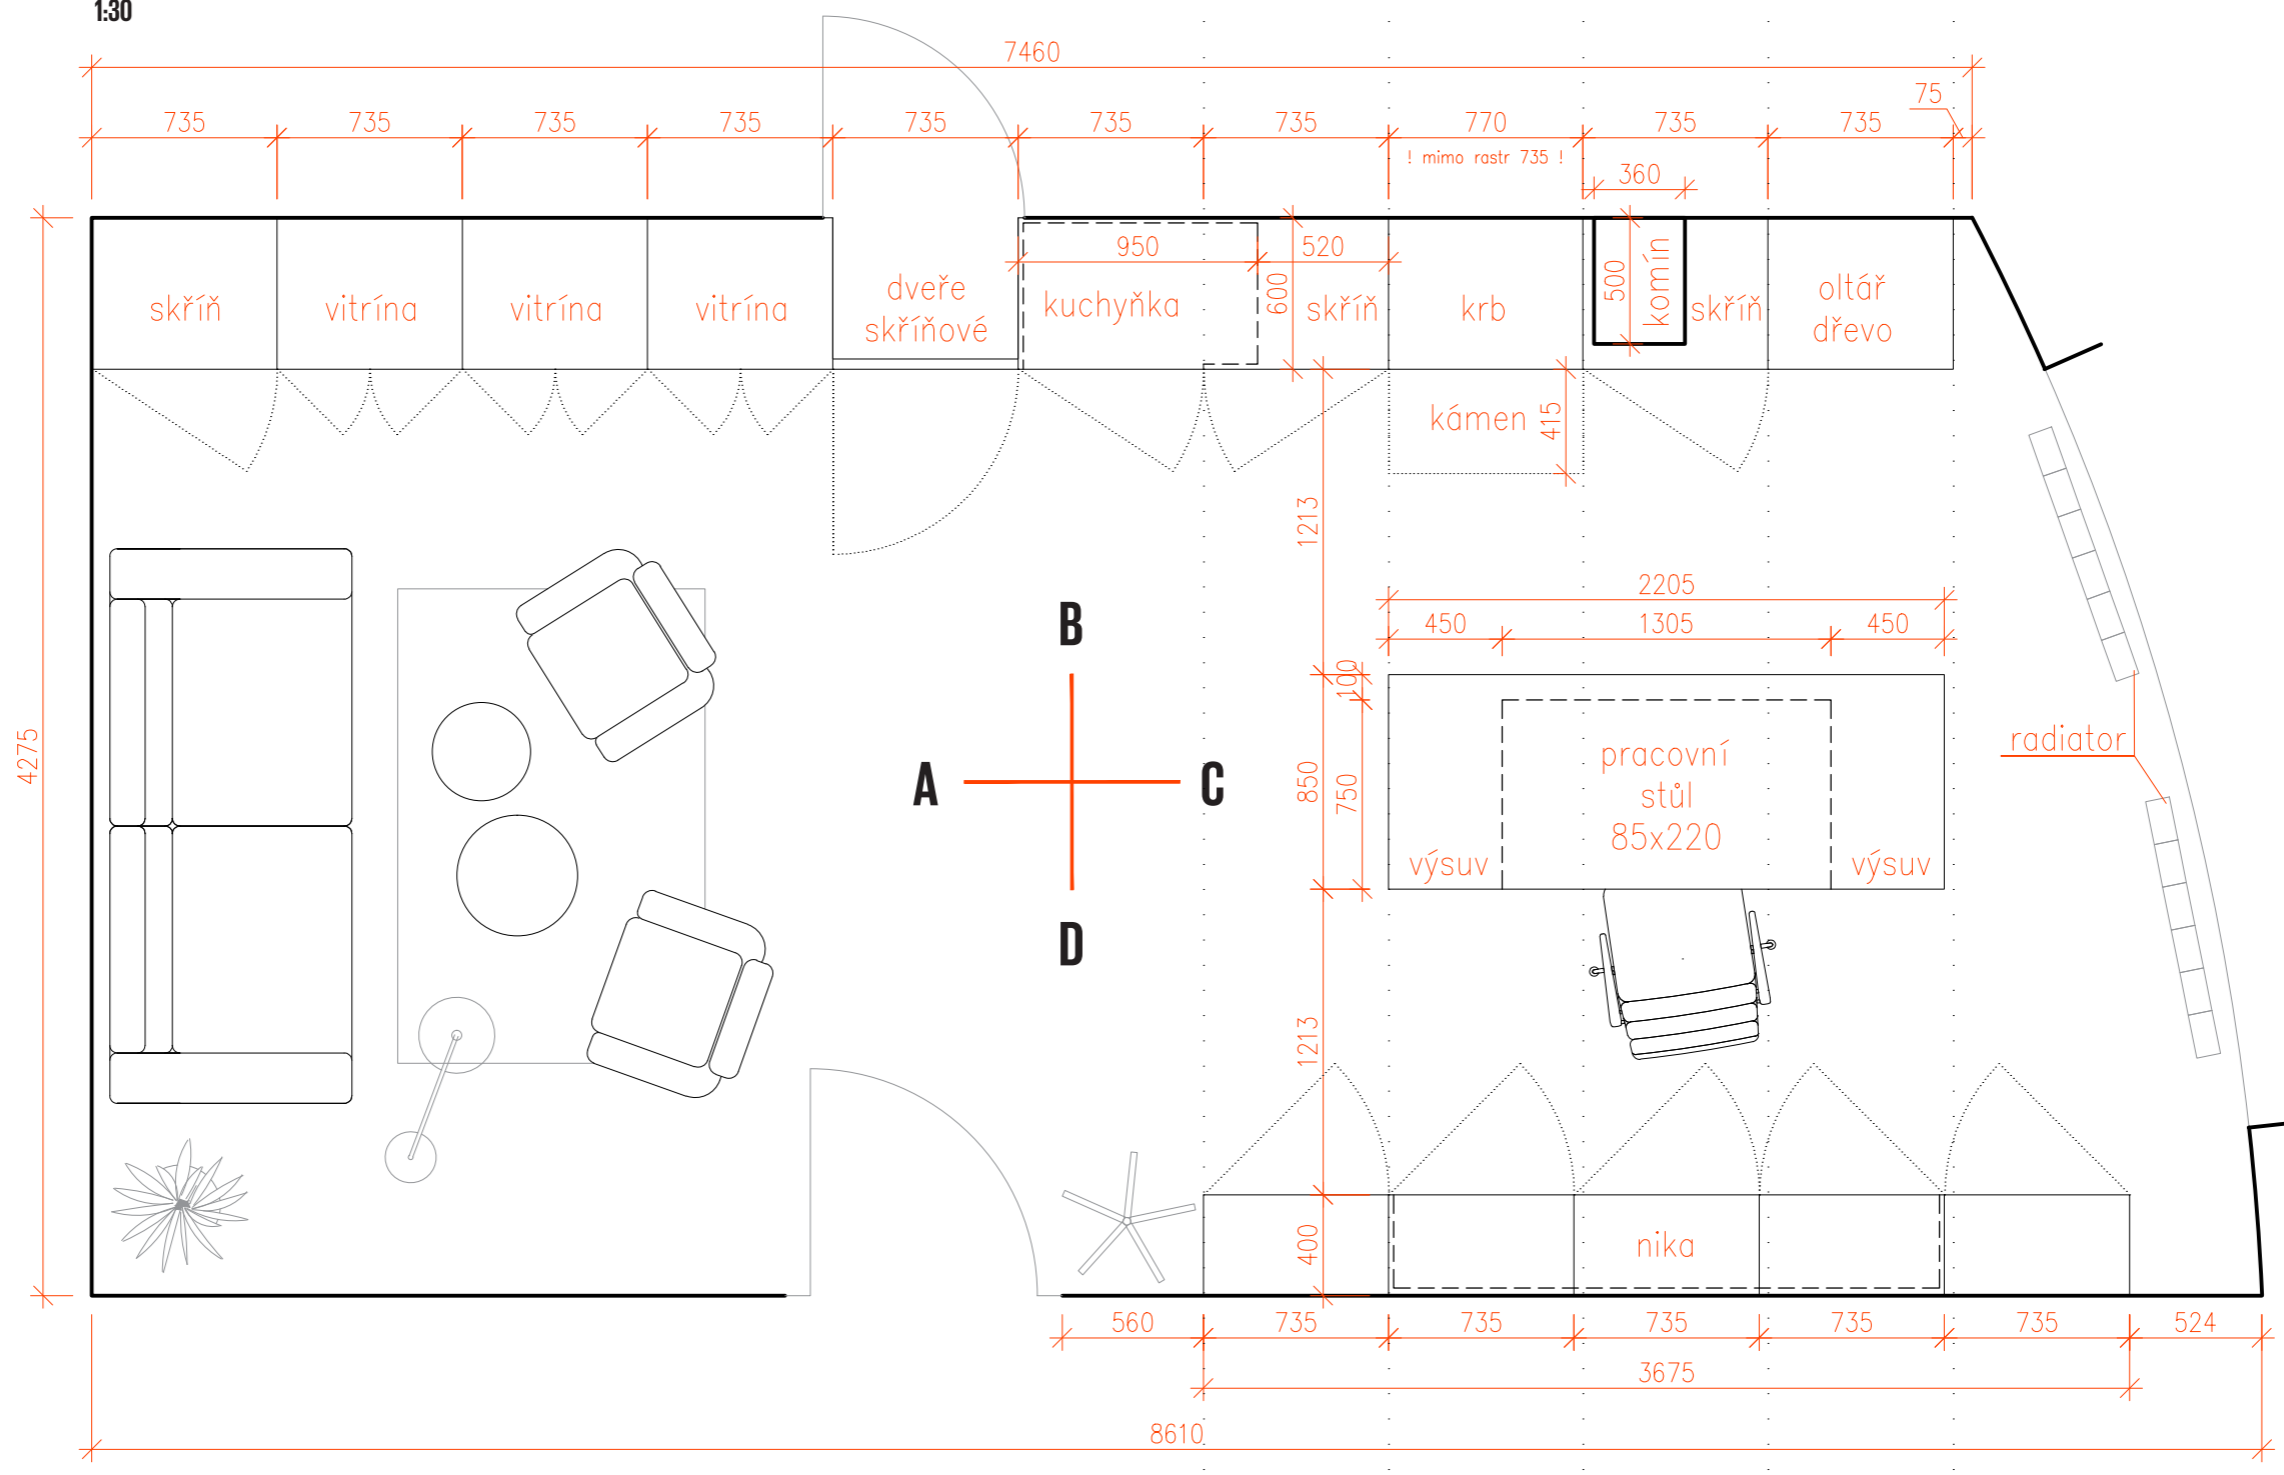 1:30
7460
75
735
735
735
735
735
735
735
770
735
735
! mimo rastr 735 !
360
950
520
600
500
komín
skříň
vitrína
vitrína
vitrína
dveře
skříňové
kuchyňka
skříň
krb
skříň
oltář
dřevo
kámen
415
1213
2205
450
1305
450
100
B
A
C
D
4275
850
750
pracovní
stůl
85x220
výsuv
výsuv
radiator
1213
400
nika
560
735
735
735
735
735
524
3675
8610